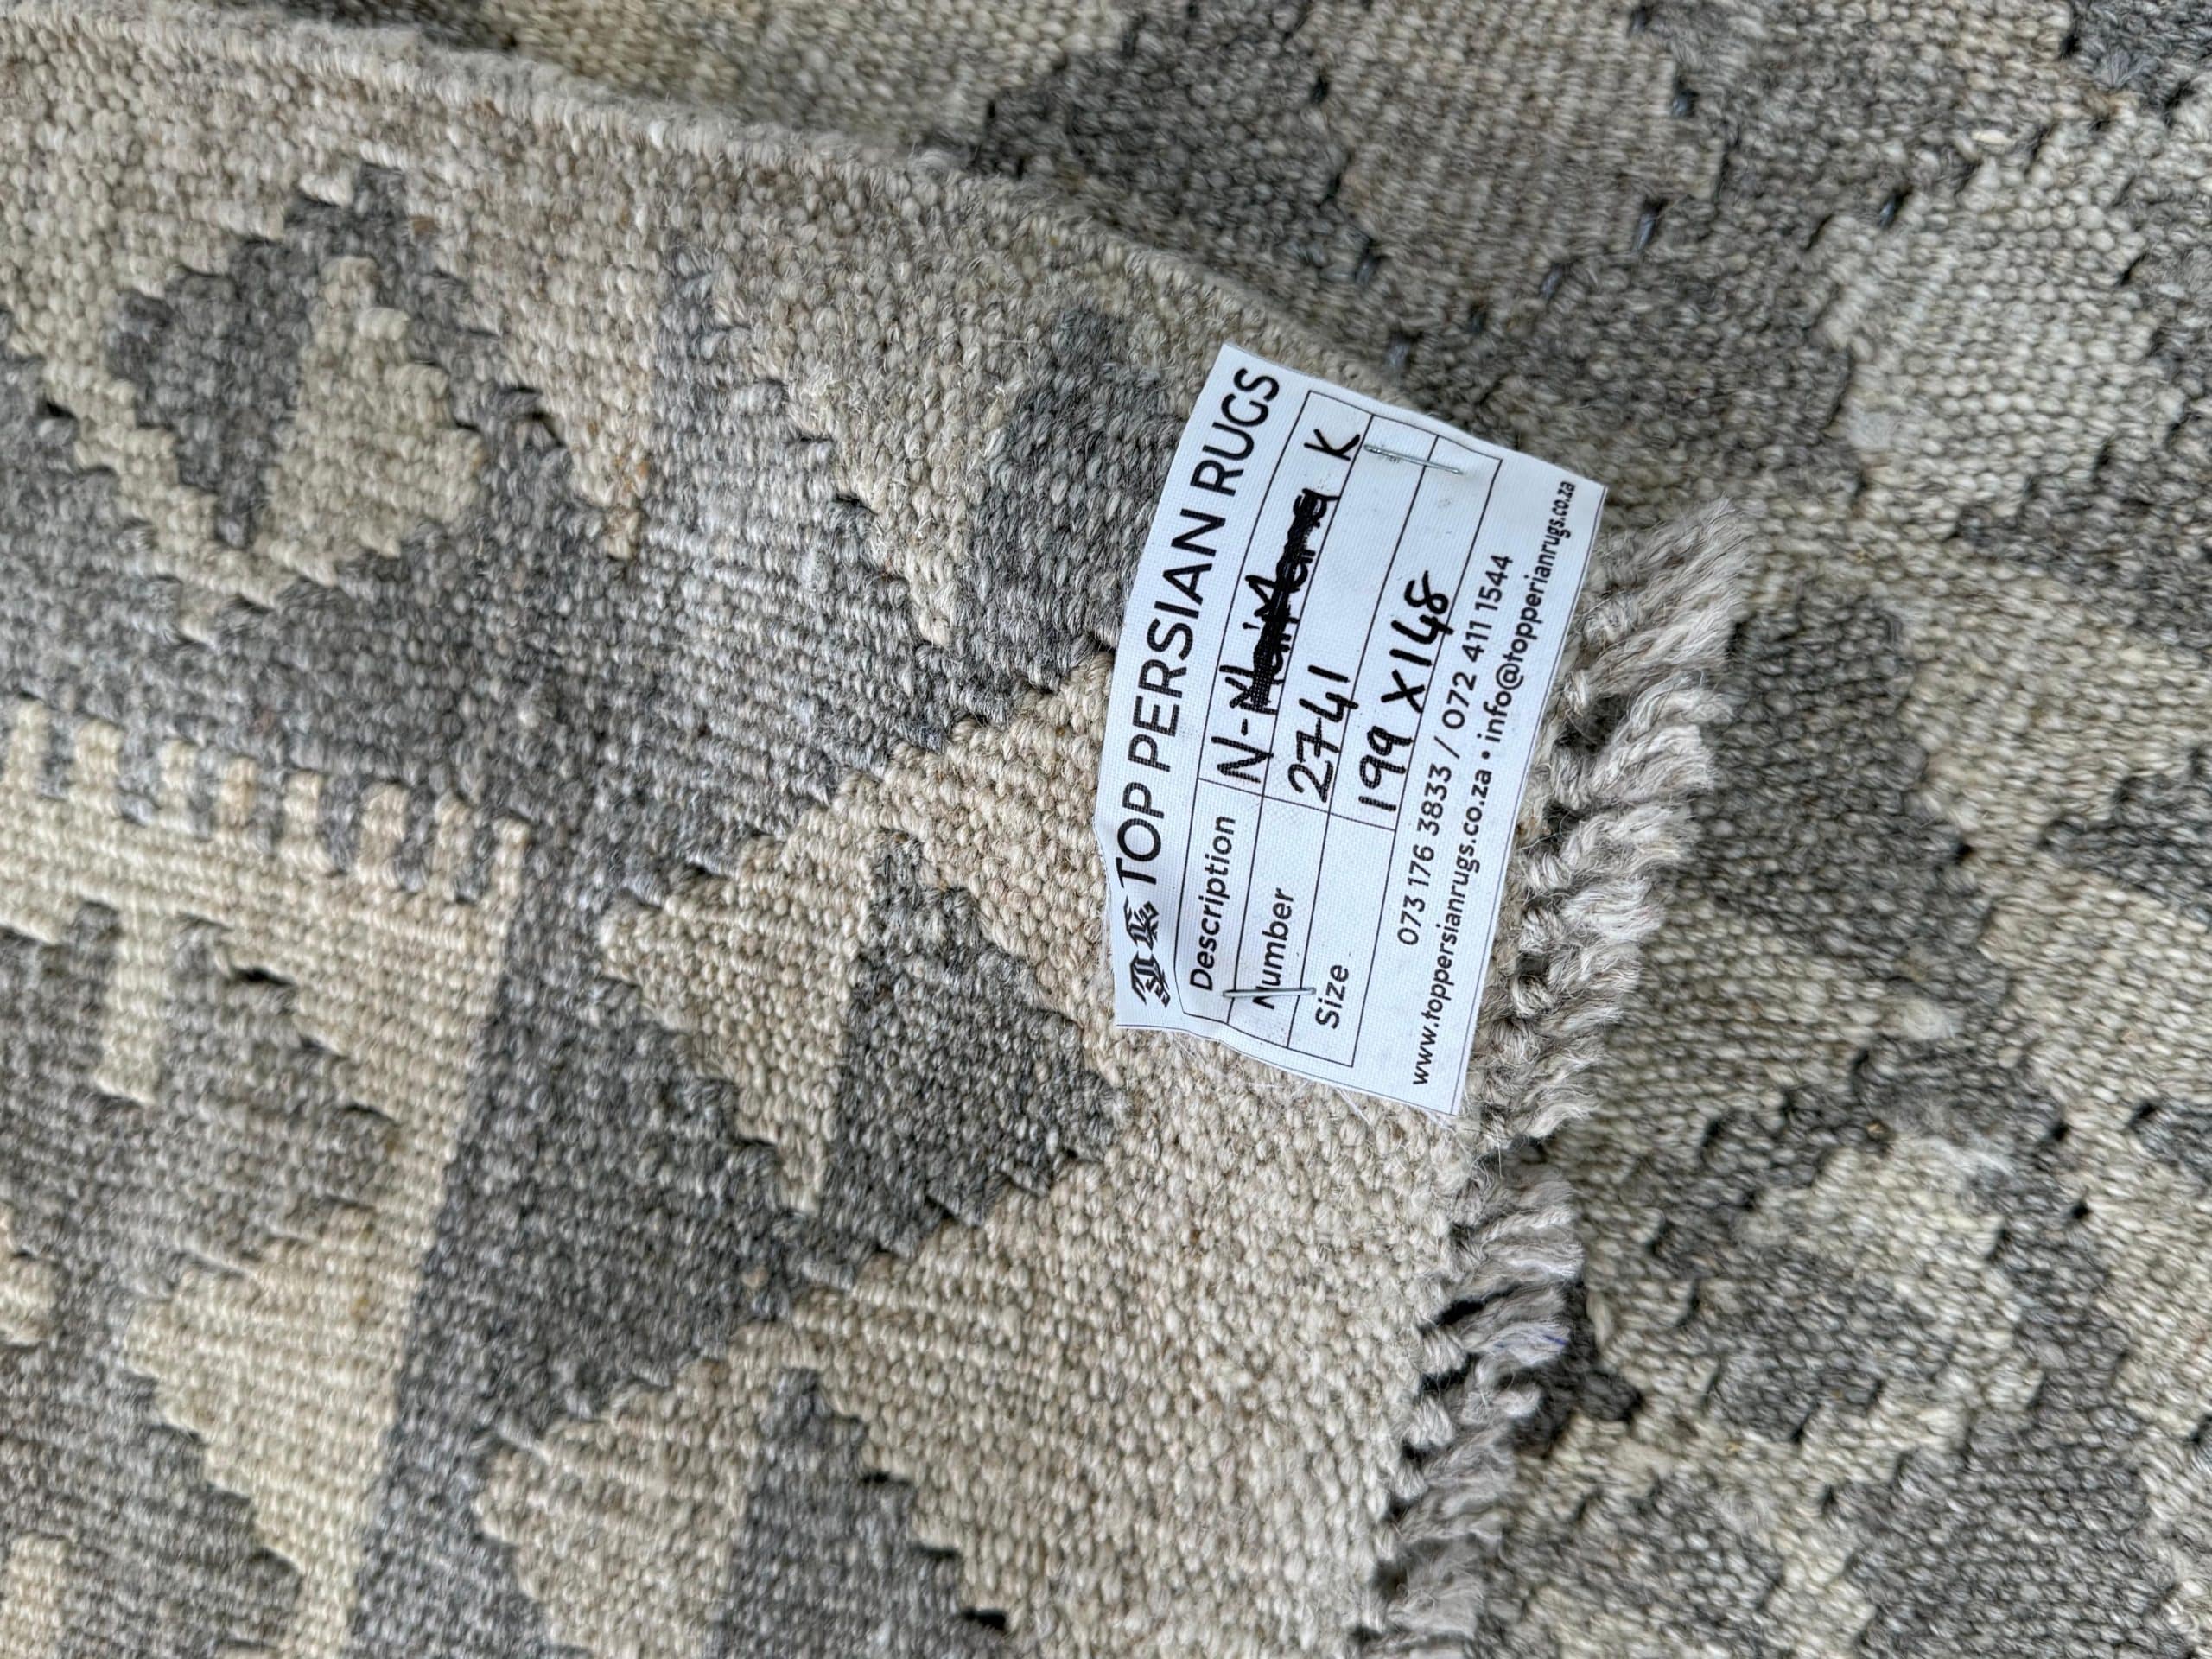 TOP PERSIAN RUGS
Description N- K
Number 2741
Size 199 X148
073 176 3833 / 072 411 1544
www.toppersianrugs.co.za • info@topperianrugs.co.za